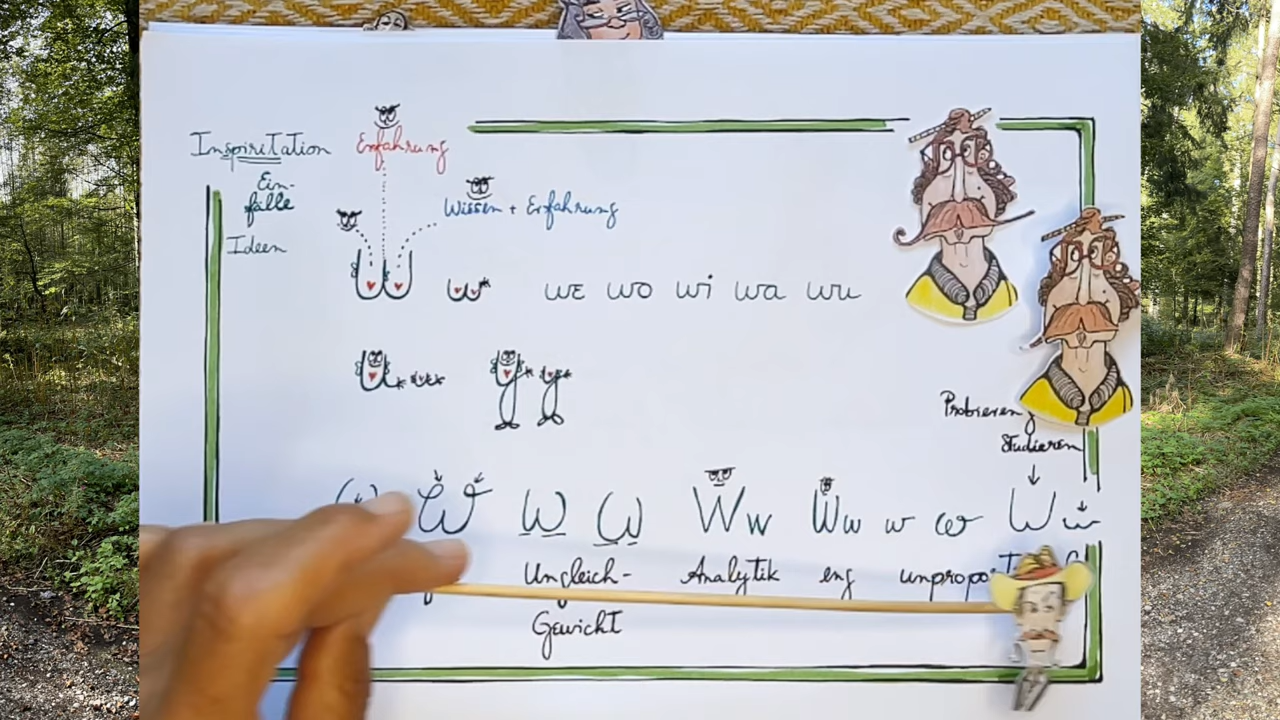 Inspiritation Erfahrung
Ein-
fälle
Wissen + Erfahrung
Ideen
W w we wo wi wa wu
Probieren
Studieren
W W W W w W w w w W w
Ungleich- Analytik eng
Gewicht